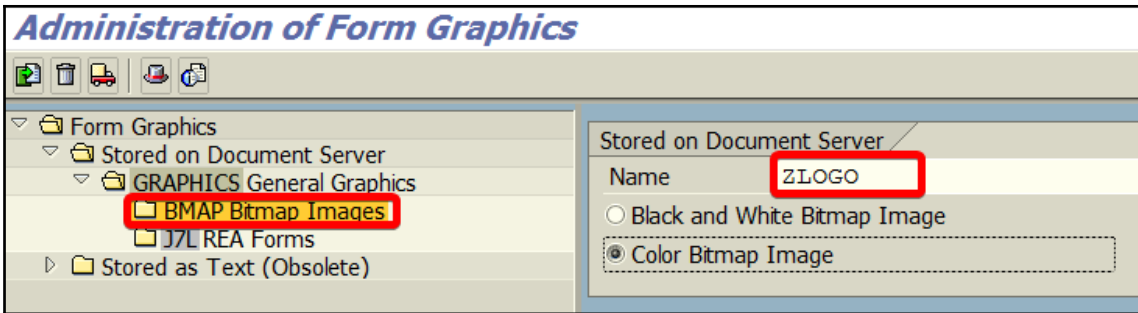 Administration of Form Graphics
Form Graphics
Stored on Document Server
GRAPHICS General Graphics
BMAP Bitmap Images
J7L REA Forms
Stored as Text (Obsolete)
Stored on Document Server
Name ZLOGO
Black and White Bitmap Image
Color Bitmap Image